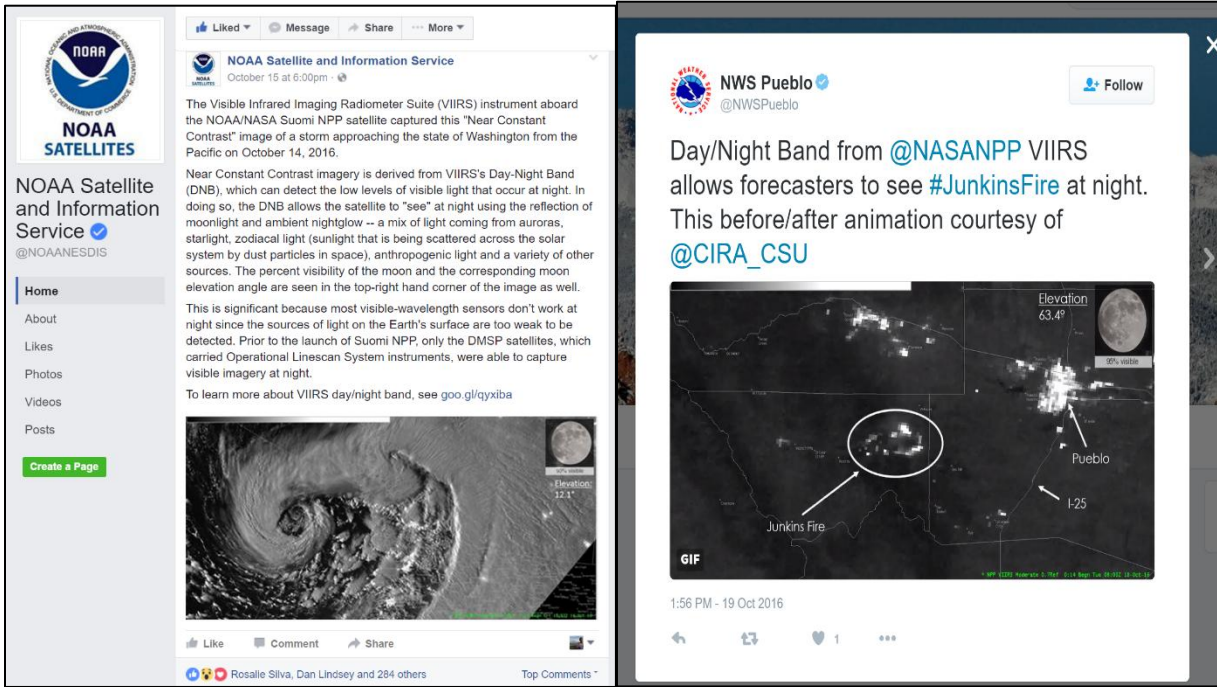 NATIONAL OCEANIC AND ATMOSPHERIC ADMINISTRATION
NOAA
U.S. DEPARTMENT OF COMMERCE
NOAA
SATELLITES
NOAA Satellite
and Information
Service
@NOAANESDIS
Home
About
Likes
Photos
Videos
Posts
Create a Page
Liked Message Share More
NOAA
SATELLITES
NOAA Satellite and Information Service
October 15 at 6:00pm
The Visible Infrared Imaging Radiometer Suite (VIIRS) instrument aboard
the NOAA/NASA Suomi NPP satellite captured this "Near Constant
Contrast" image of a storm approaching the state of Washington from the
Pacific on October 14, 2016.
Near Constant Contrast imagery is derived from VIIRS's Day-Night Band
(DNB), which can detect the low levels of visible light that occur at night. In
doing so, the DNB allows the satellite to "see" at night using the reflection of
moonlight and ambient nightglow -- a mix of light coming from auroras,
starlight, zodiacal light (sunlight that is being scattered across the solar
system by dust particles in space), anthropogenic light and a variety of other
sources. The percent visibility of the moon and the corresponding moon
elevation angle are seen in the top-right hand corner of the image as well.
This is significant because most visible-wavelength sensors don't work at
night since the sources of light on the Earth's surface are too weak to be
detected. Prior to the launch of Suomi NPP, only the DMSP satellites, which
carried Operational Linescan System instruments, were able to capture
visible imagery at night.
To learn more about VIIRS day/night band, see goo.gl/qyxiba
visible
Elevation:
12.1°
Like Comment Share
Rosalie Silva, Dan Lindsey and 284 others
Top Comments
NATIONAL WEATHER SERVICE
NWS Pueblo
@NWSPueblo
Follow
Day/Night Band from @NASANPP VIIRS
allows forecasters to see #JunkinsFire at night.
This before/after animation courtesy of
@CIRA_CSU
Elevation
63.4º
95% visible
Pueblo
I-25
Junkins Fire
GIF
1:56 PM - 19 Oct 2016
1